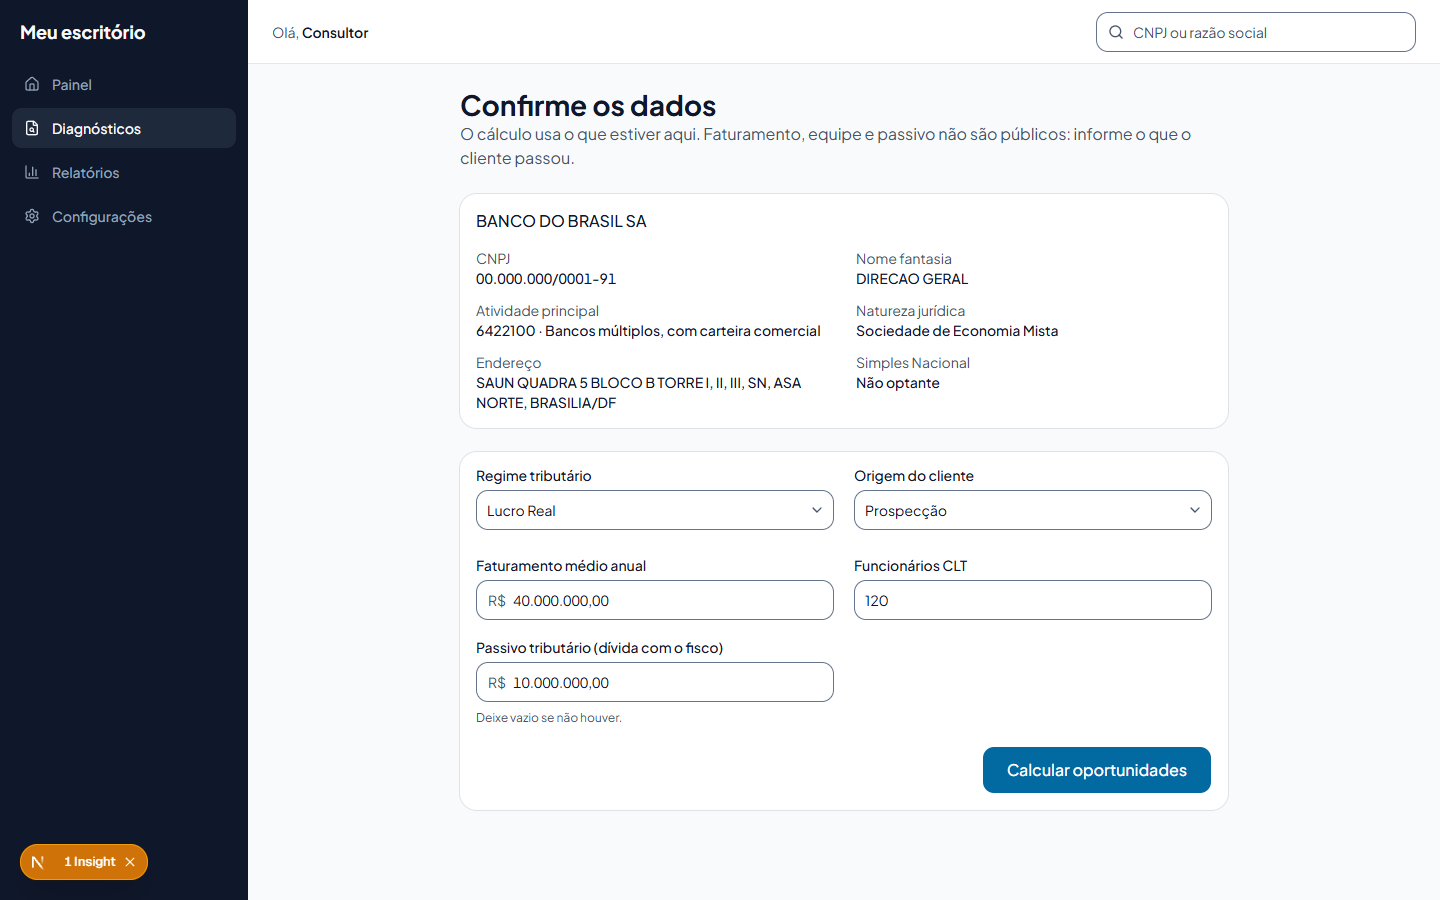 Meu escritório
Painel
Diagnósticos
Relatórios
Configurações
1 Insight
Olá, Consultor
CNPJ ou razão social
Confirme os dados
O cálculo usa o que estiver aqui. Faturamento, equipe e passivo não são públicos: informe o que o
cliente passou.
BANCO DO BRASIL SA
CNPJ
00.000.000/0001-91
Nome fantasia
DIRECAO GERAL
Atividade principal
6422100 · Bancos múltiplos, com carteira comercial
Natureza jurídica
Sociedade de Economia Mista
Endereço
SAUN QUADRA 5 BLOCO B TORRE I, II, III, SN, ASA
NORTE, BRASILIA/DF
Simples Nacional
Não optante
Regime tributário
Lucro Real
Origem do cliente
Prospecção
Faturamento médio anual
R$ 40.000.000,00
Funcionários CLT
120
Passivo tributário (dívida com o fisco)
R$ 10.000.000,00
Deixe vazio se não houver.
Calcular oportunidades